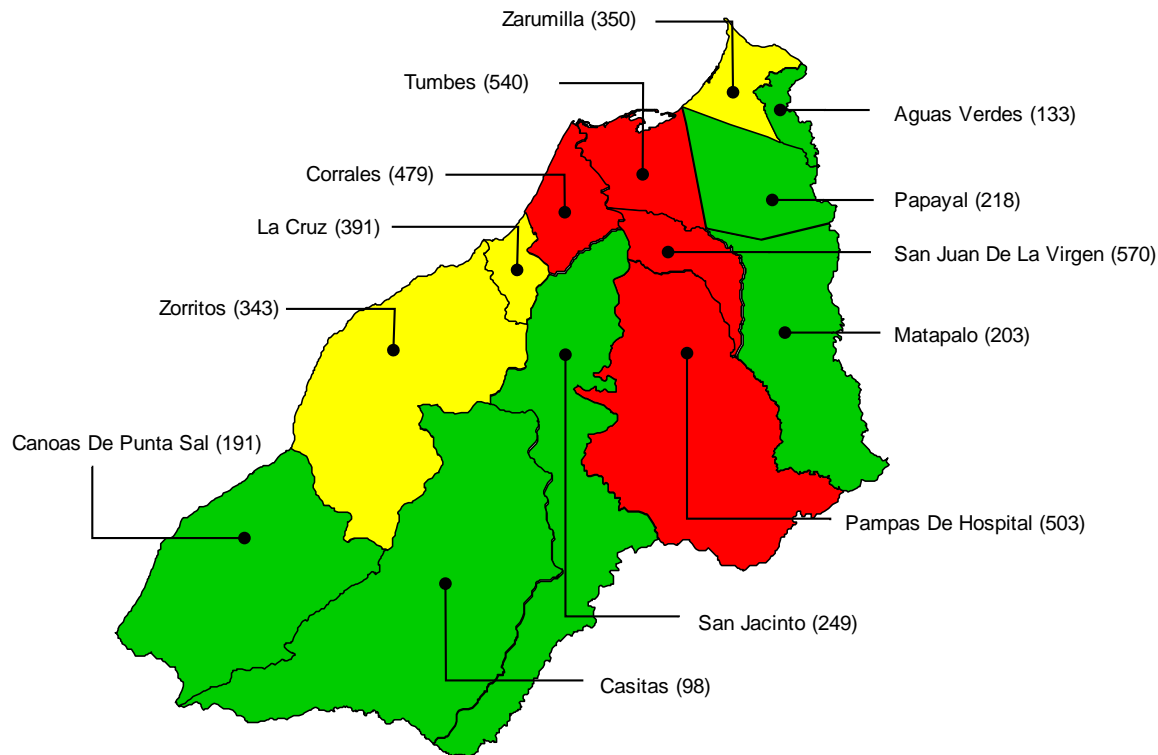 Zarumilla (350)
Tumbes (540)
Aguas Verdes (133)
Corrales (479)
Papayal (218)
La Cruz (391)
San Juan De La Virgen (570)
Zorritos (343)
Matapalo (203)
Canoas De Punta Sal (191)
Pampas De Hospital (503)
San Jacinto (249)
Casitas (98)